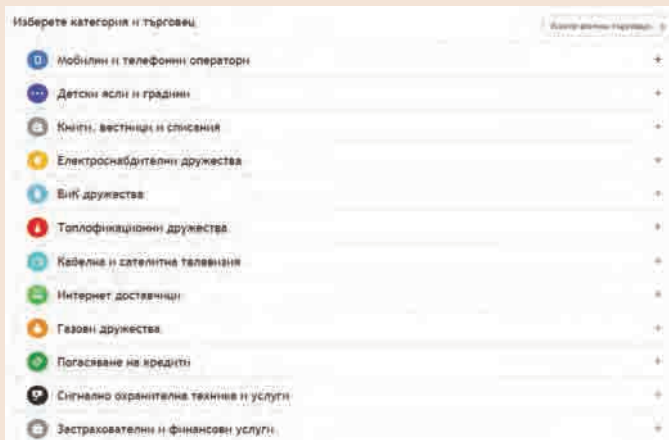 Изберете категория и търговец
Мобилни и телефонни оператори
Детски ясли и градини
Книги, вестници и списания
Електроснабдителни дружества
ВиК дружества
Топлофикационни дружества
Кабелна и сателитна телевизия
Интернет доставчици
Газови дружества
Погасяване на кредити
Сигнално охранителна техника и услуги
Застрахователни и финансови услуги